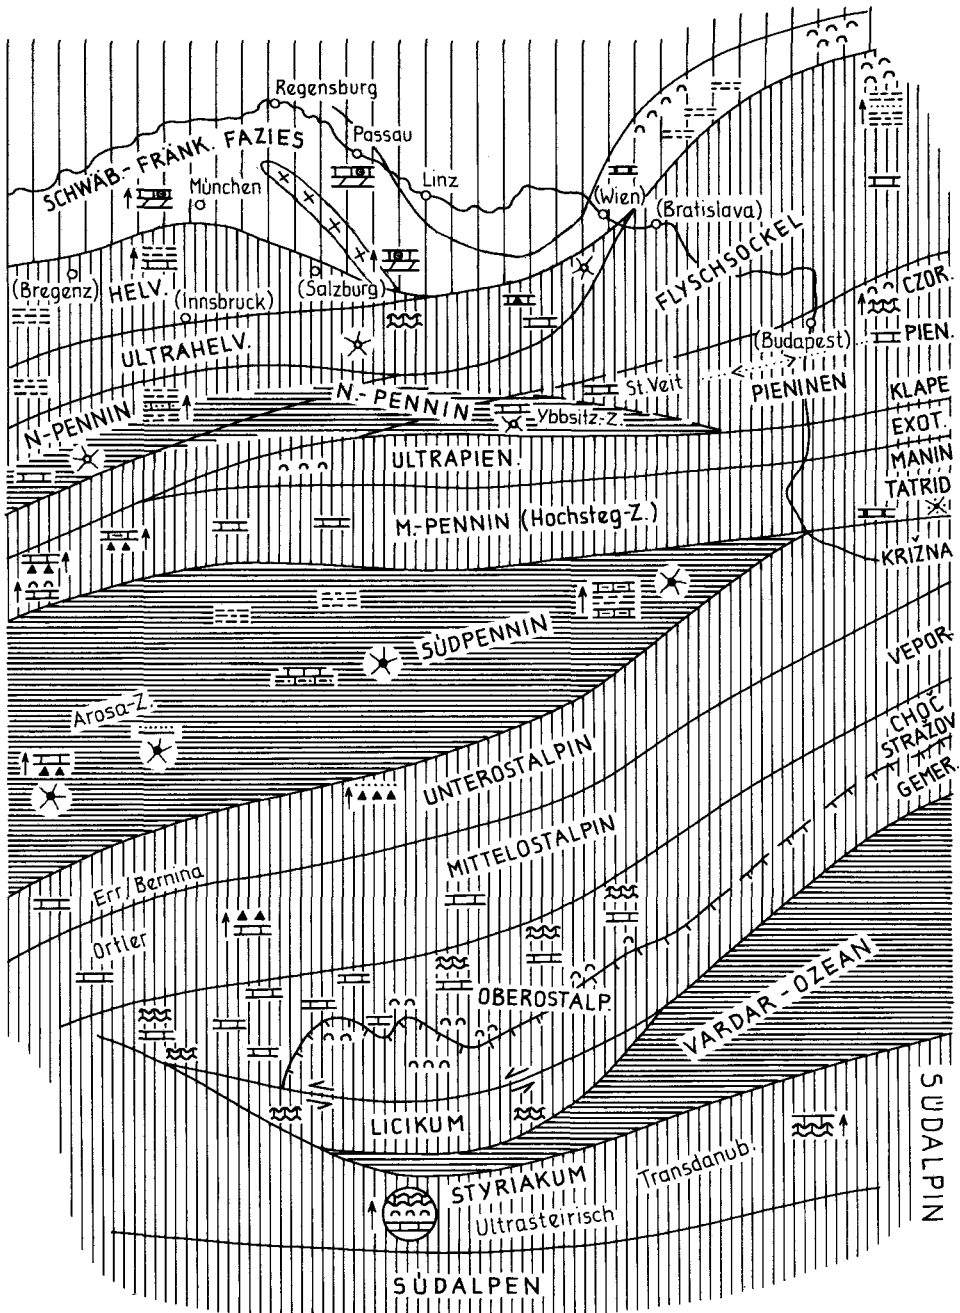 Regensburg
SCHWÄB-FRÄNK. FAZIES
Passau
München
Linz
(Wien)
(Bratislava)
FLYSCHSOCKEL
(Bregenz)
HELV.
(Innsbruck)
(Salzburg)
CZOR.
ULTRAHELV.
(Budapest)
PIEN.
St. Veit
PIENINEN
KLAPE
N-PENNIN
N.-PENNIN
Ybbsitz-Z.
EXOT.
ULTRAPIEN.
MANIN
TATRID
M.-PENNIN (Hochsteg-Z.)
KRÍŽNA
SÜDPENNIN
VEPOR.
Arosa-Z.
CHOČ
STRAŽOV
UNTEROSTALPIN
GEMER.
MITTELOSTALPIN
Err/Bernina
Ortler
OBEROSTALP.
VARDAR-OZEAN
LICIKUM
SÜDALPIN
Transdanub.
STYRIAKUM
Ultrasteirisch
SÜDALPEN